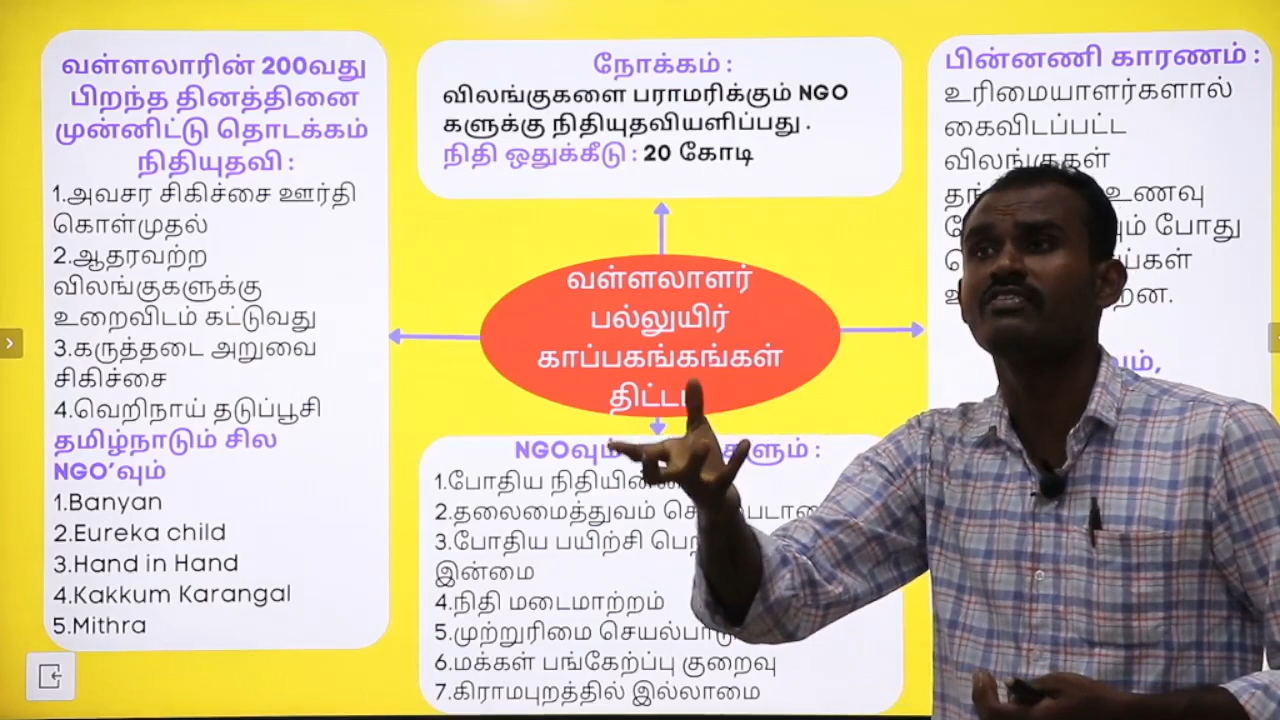 வள்ளலாரின் 200வது
பிறந்த தினத்தினை
முன்னிட்டு தொடக்கம்
நிதியுதவி :
1.அவசர சிகிச்சை ஊர்தி
கொள்முதல்
2.ஆதரவற்ற
விலங்குகளுக்கு
உறைவிடம் கட்டுவது
3.கருத்தடை அறுவை
சிகிச்சை
4.வெறிநாய் தடுப்பூசி
தமிழ்நாடும் சில
NGO'வும்
1.Banyan
2.Eureka child
3.Hand in Hand
4.Kakkum Karangal
5.Mithra
நோக்கம் :
விலங்குகளை பராமரிக்கும் NGO
களுக்கு நிதியுதவியளிப்பது .
நிதி ஒதுக்கீடு : 20 கோடி
வள்ளலாளர்
பல்லுயிர்
காப்பகங்கங்கள்
NGOவும்
1.போதிய
2.தலைமைத்துவம்
3.போதிய பயிற்சி
இன்மை
4.நிதி மடைமாற்றம்
5.முற்றுரிமை
6.மக்கள் பங்கேற்பு குறைவு
7.கிராமபுறத்தில் இல்லாமை
பின்னணி காரணம் :
உரிமையாளர்களால்
கைவிடப்பட்ட
விலங்குகள்
உணவு
போது